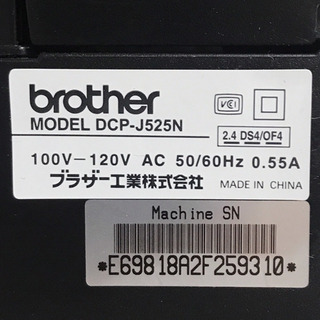 brother
VCCI
MODEL DCP-J525N
2.4 DS4/OF4
100V-120V AC 50/60Hz 0.55A
ブラザー工業株式会社
MADE IN CHINA
Machine SN
*E69818A2F259310*